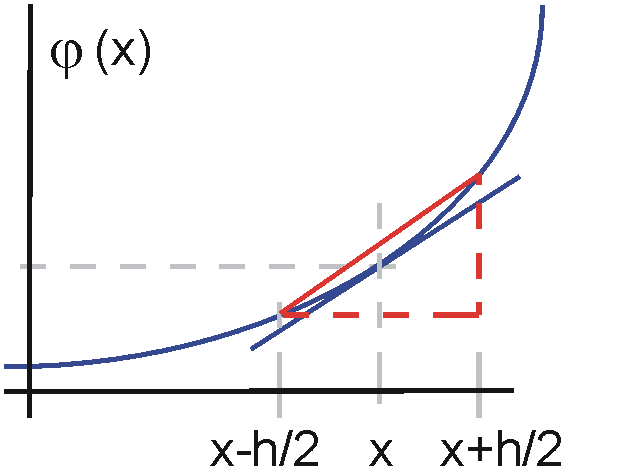 φ (x)
x-h/2 x x+h/2